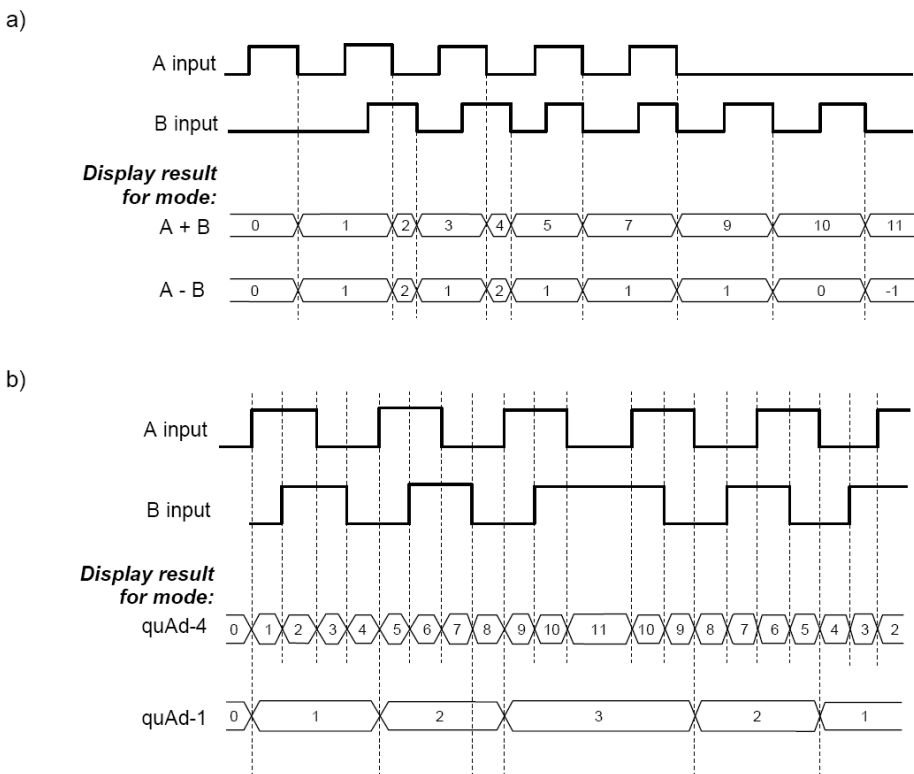 a)
A input
B input
Display result
for mode:
A + B
0 1 2 3 4 5 7 9 10 11
A - B
0 1 2 1 2 1 1 1 0 -1
b)
A input
B input
Display result
for mode:
quAd-4
0 1 2 3 4 5 6 7 8 9 10 11 10 9 8 7 6 5 4 3 2
quAd-1
0 1 2 3 2 1